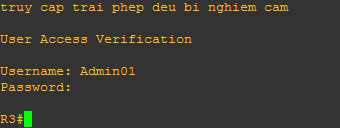 truy cap trai phep deu bi nghiem cam
User Access Verification
Username: Admin01
Password:
R3#